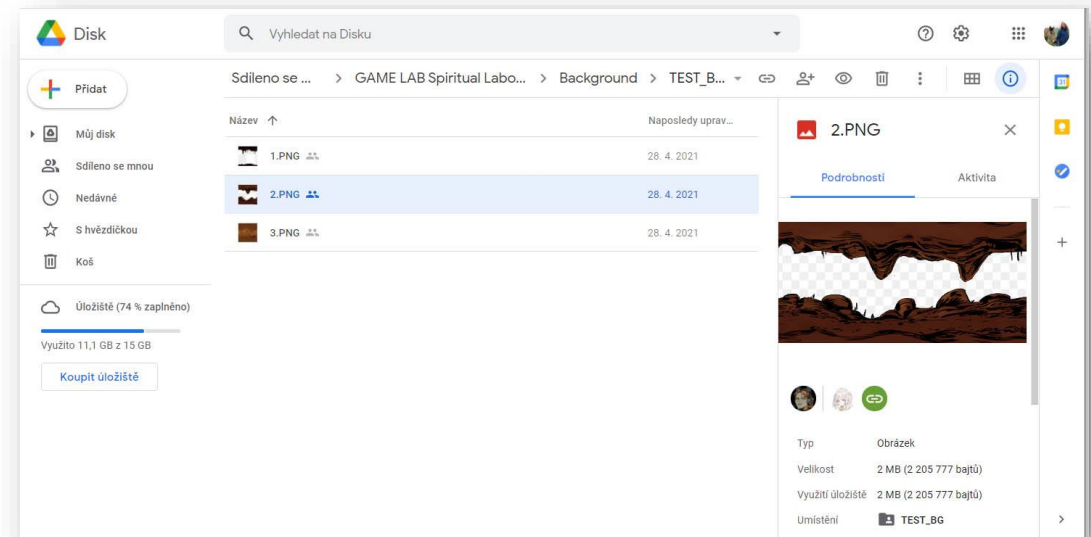 Disk
Vyhledat na Disku
Přidat
Můj disk
Sdíleno se mnou
Nedávné
S hvězdičkou
Koš
Úložiště (74 % zaplněno)
Využito 11,1 GB z 15 GB
Koupit úložiště
Sdíleno se ... > GAME LAB Spiritual Labo... > Background > TEST_B...
Název Naposledy uprav...
1.PNG 28. 4. 2021
2.PNG 28. 4. 2021
3.PNG 28. 4. 2021
2.PNG
Podrobnosti Aktivita
Typ Obrázek
Velikost 2 MB (2 205 777 bajtů)
Využití úložiště 2 MB (2 205 777 bajtů)
Umístění TEST_BG
31